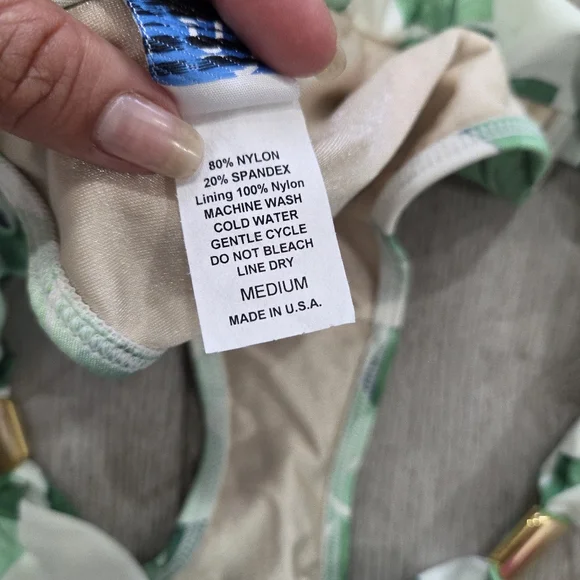 80% NYLON
20% SPANDEX
Lining 100% Nylon
MACHINE WASH
COLD WATER
GENTLE CYCLE
DO NOT BLEACH
LINE DRY
MEDIUM
MADE IN U.S.A.